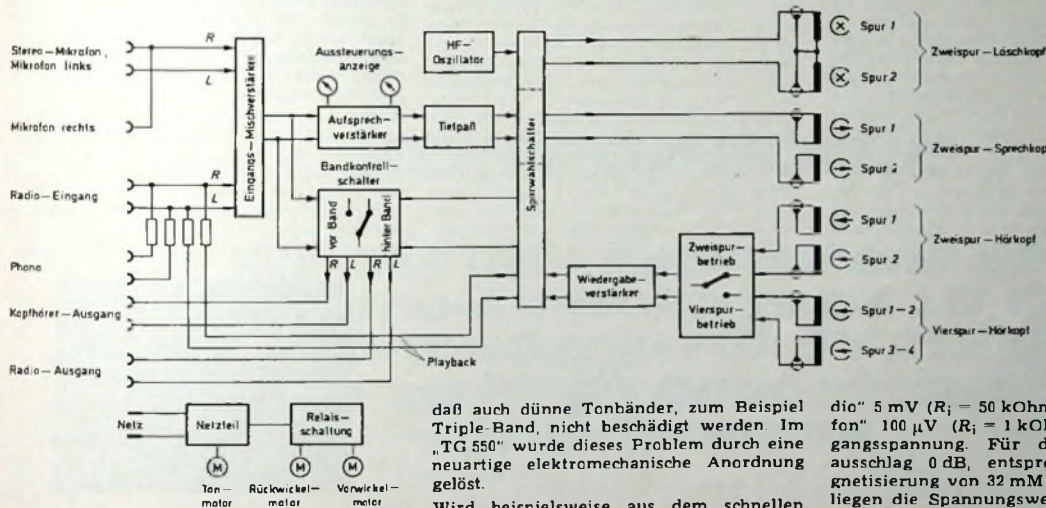 Stereo-Mikrofon,
Mikrofon links
Mikrofon rechts
Radio-Eingang
Phono
Kopfhörer-Ausgang
Radio-Ausgang
Netz
R
L
R
L
Eingangs-Mischverstärker
Aussteuerungs-
anzeige
Aufsprech-
verstärker
Bandkontroll-
schalter
vor Band
hinter Band
R L R L
HF-
Oszillator
Tiefpaß
Spurwahlschalter
Playback
Wiedergabe-
verstärker
Zweispur-
betrieb
Vierspur-
betrieb
Spur 1
Spur 2
Zweispur-Löschkopf
Spur 1
Spur 2
Zweispur-Sprechkopf
Spur 1
Spur 2
Zweispur-Hörkopf
Spur 1-2
Spur 3-4
Vierspur-Hörkopf
Netzteil
Relais-
schaltung
M
M
M
Ton-
motor
Rückwickel-
motor
Vorwickel-
motor
daß auch dünne Tonbänder, zum Beispiel
Triple-Band, nicht beschädigt werden. Im
„TG 550" wurde dieses Problem durch eine
neuartige elektromechanische Anordnung
gelöst.
Wird beispielsweise aus dem schnellen
dio" 5 mV (Ri = 50 kOhm
fon" 100 µV (Ri = 1 kO
gangsspannung. Für d
ausschlag 0 dB, entspre
gnetisierung von 32 mM
liegen die Spannungswe